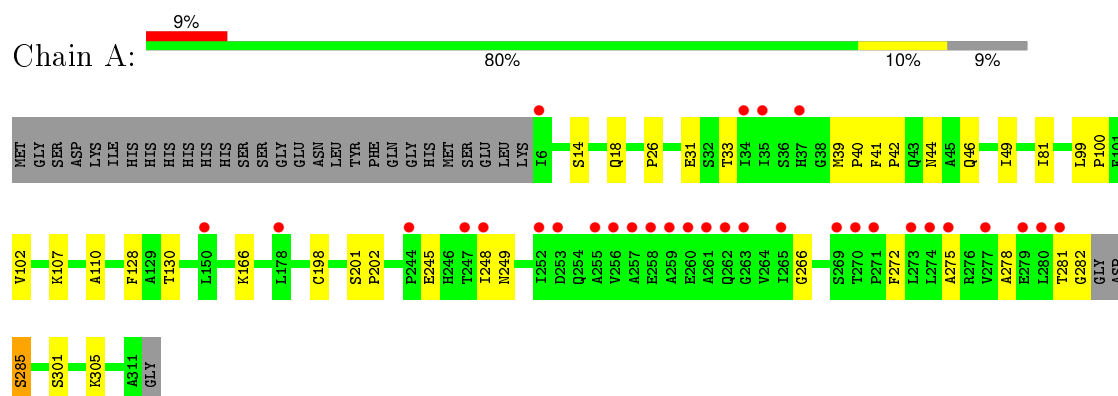 9%
Chain A:
80% 10% 9%
MET GLY SER ASP LYS ILE HIS HIS HIS HIS HIS HIS SER SER GLY GLU ASN LEU TYR PHE GLN GLY HIS MET SER GLU LEU LYS I6 S14 Q18 P26 E31 S32 T33 I34 I35 S36 H37 G38 M39 P40 F41 P42 Q43 N44 A45 Q46 I49 I81 L99 P100 E101
V102 K107 A110 F128 A129 T130 L150 K166 L178 C198 S201 P202 P244 E245 H246 T247 I248 N249 I252 D253 Q254 A255 V256 A257 E258 A259 E260 A261 Q262 G263 V264 I265 G266 S269 T270 P271 F272 L273 L274 A275 R276 V277 A278 E279 L280 T281 G282 GLY ASP
S285 S301 K305 A311 GLY